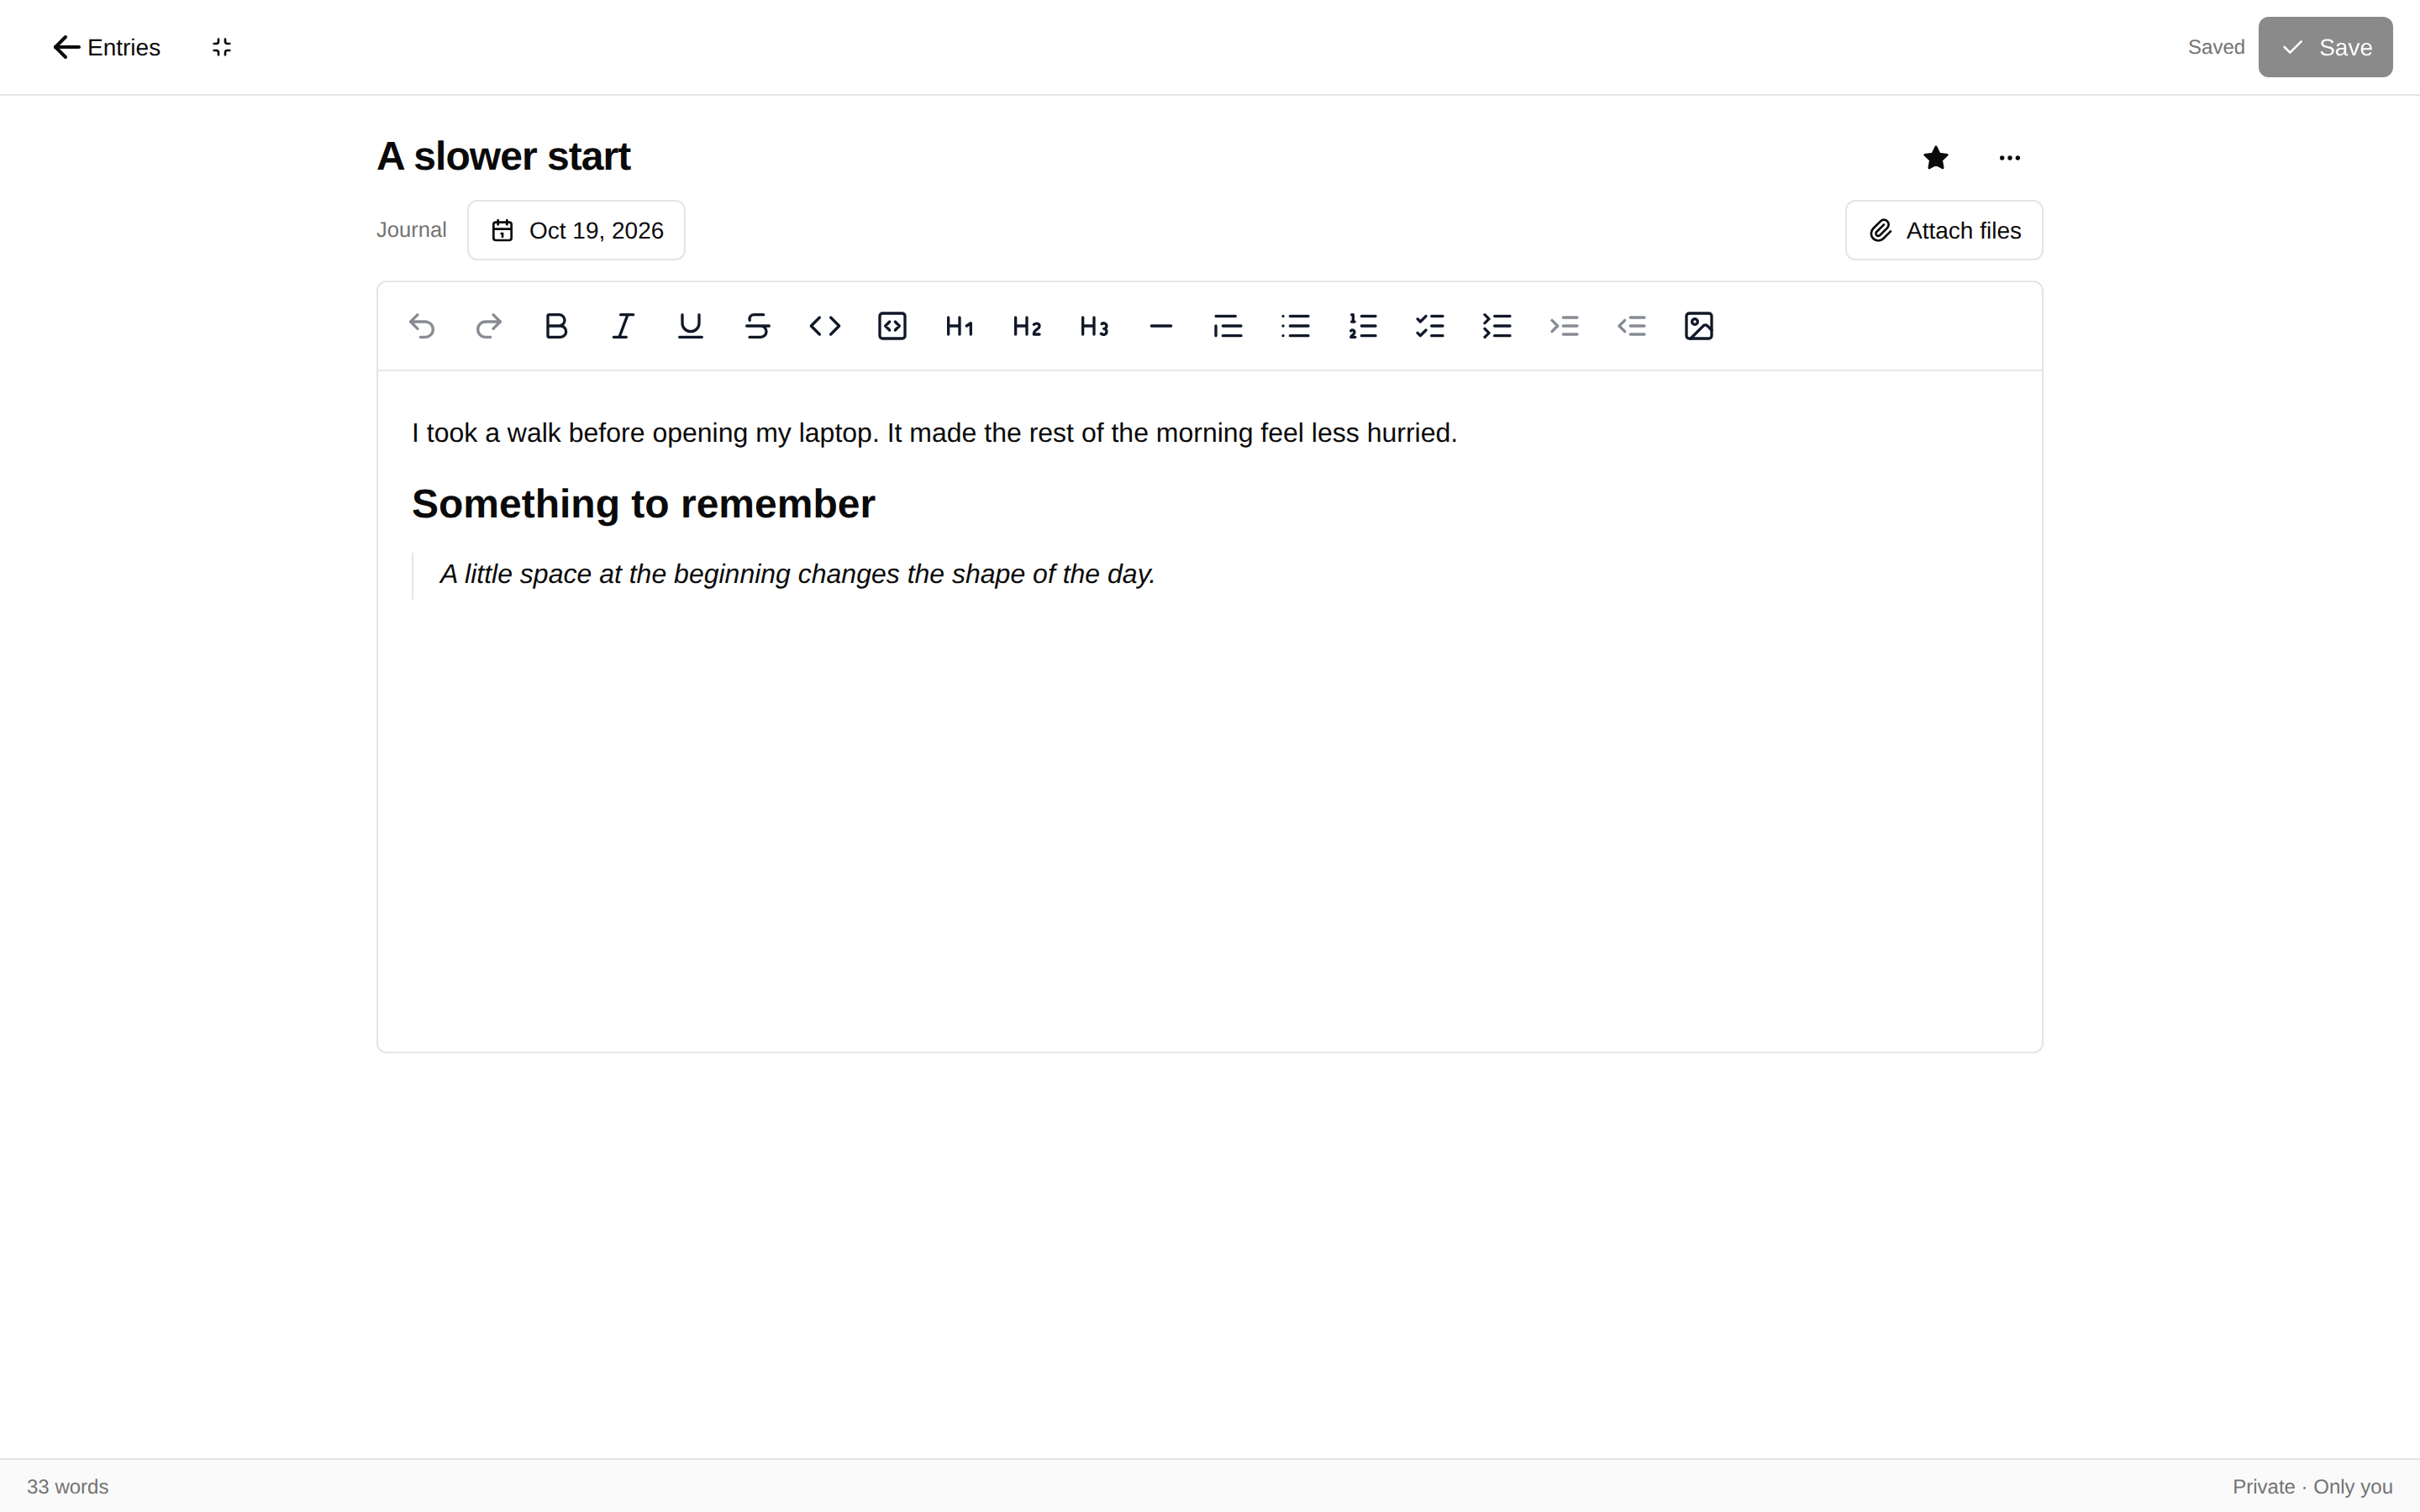 Entries
Saved
Save
A slower start
Journal
Oct 19, 2026
Attach files
H1
H2
H3
I took a walk before opening my laptop. It made the rest of the morning feel less hurried.
Something to remember
A little space at the beginning changes the shape of the day.
33 words
Private · Only you